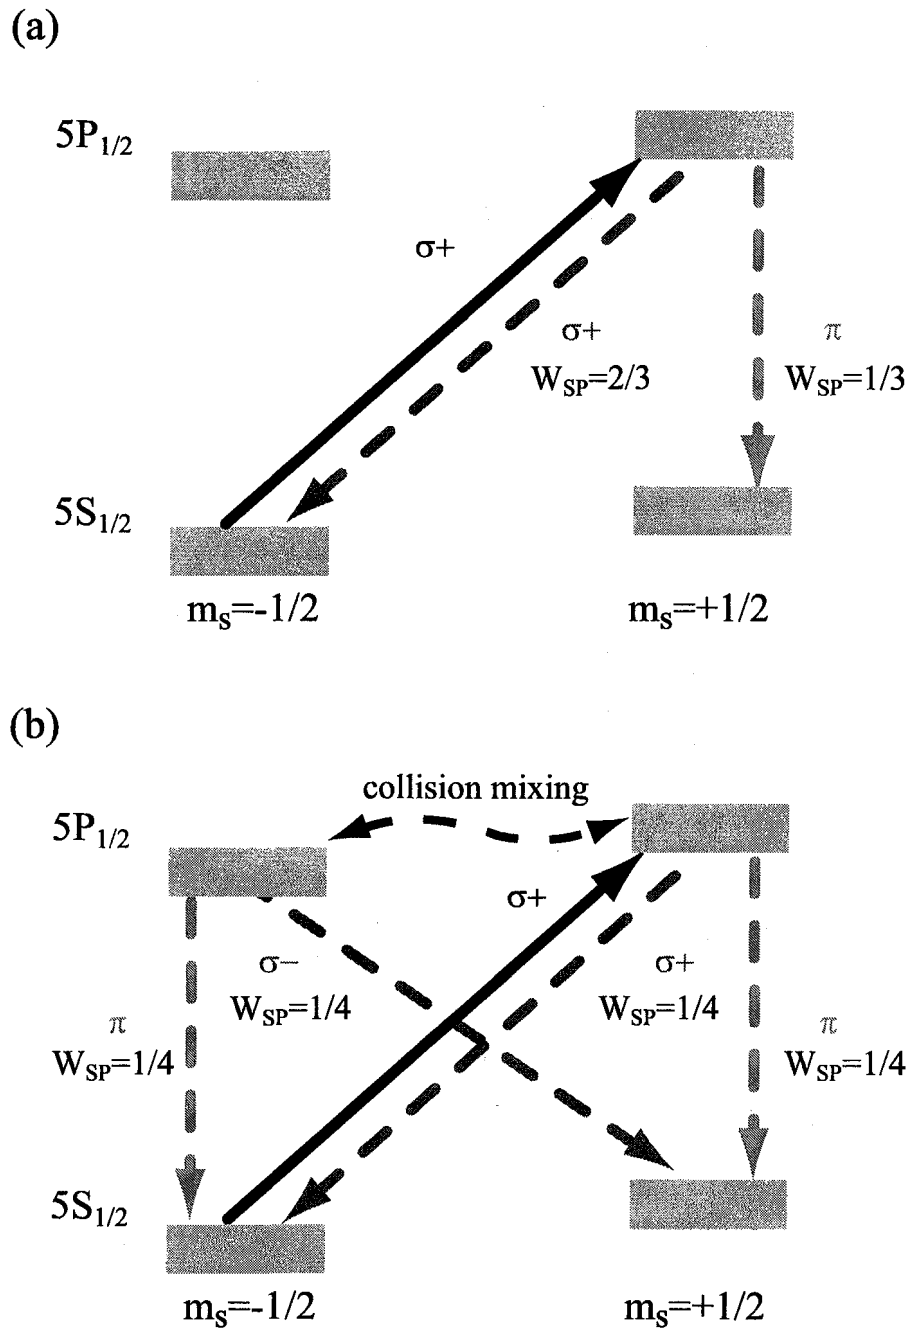 (a)
5P1/2
σ+
σ+
WSP=2/3
π
WSP=1/3
5S1/2
mS=-1/2
mS=+1/2
(b)
collision mixing
5P1/2
σ+
σ−
WSP=1/4
σ+
WSP=1/4
π
WSP=1/4
π
WSP=1/4
5S1/2
mS=-1/2
mS=+1/2